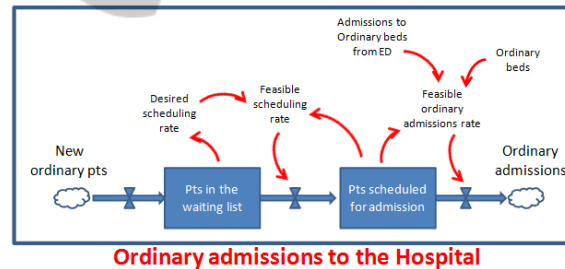 Admissions to
Ordinary beds
from ED
Ordinary
beds
Desired
scheduling
rate
Feasible
scheduling
rate
Feasible
ordinary
admissions rate
New
ordinary pts
Ordinary
admissions
Pts in the
waiting list
Pts scheduled
for admission
Ordinary admissions to the Hospital